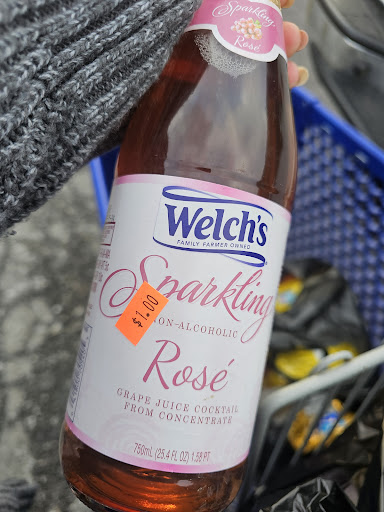 Sparkling
Rosé
Welch's
FAMILY FARMER OWNED
Sparkling
$1.00
NON-ALCOHOLIC
Rosé
GRAPE JUICE COCKTAIL
FROM CONCENTRATE
750mL (25.4 FL OZ) 1.58 PT